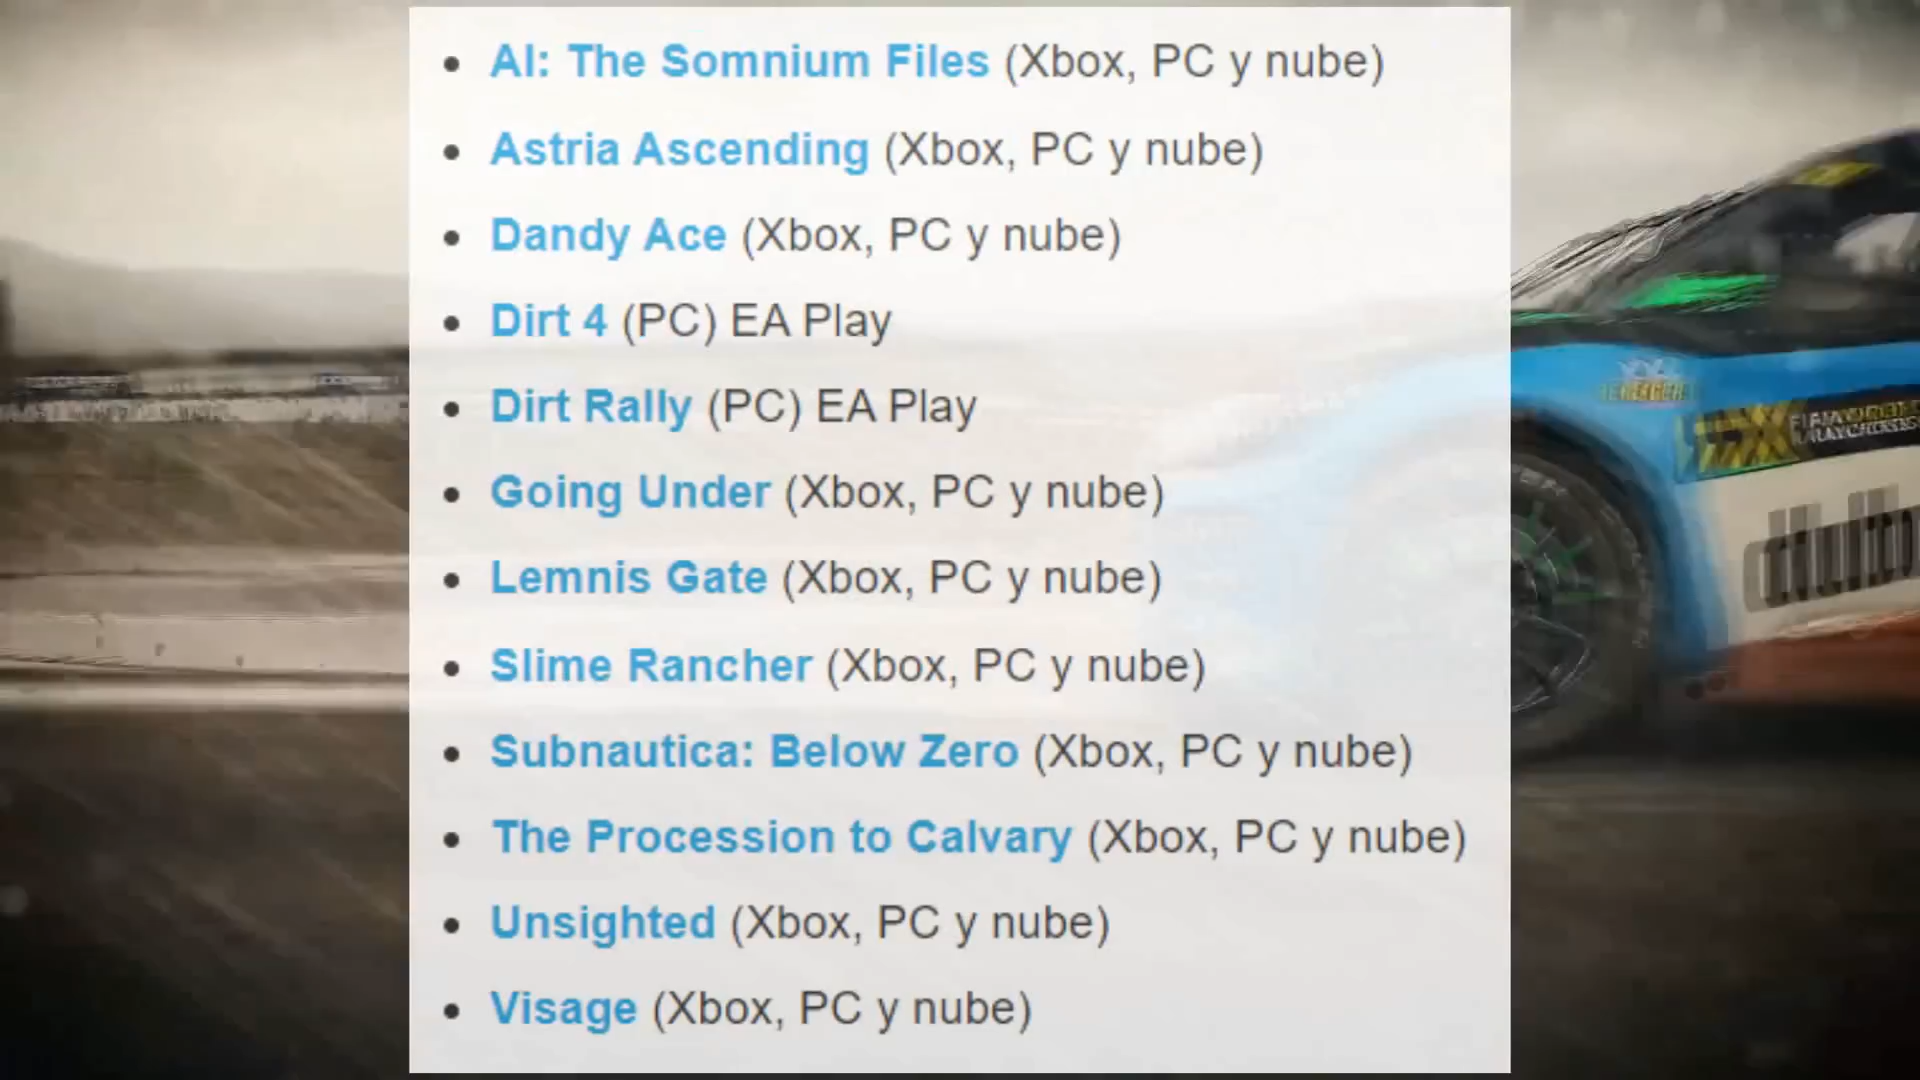 AI: The Somnium Files (Xbox, PC y nube)
Astria Ascending (Xbox, PC y nube)
Dandy Ace (Xbox, PC y nube)
Dirt 4 (PC) EA Play
Dirt Rally (PC) EA Play
Going Under (Xbox, PC y nube)
Lemnis Gate (Xbox, PC y nube)
Slime Rancher (Xbox, PC y nube)
Subnautica: Below Zero (Xbox, PC y nube)
The Procession to Calvary (Xbox, PC y nube)
Unsighted (Xbox, PC y nube)
Visage (Xbox, PC y nube)